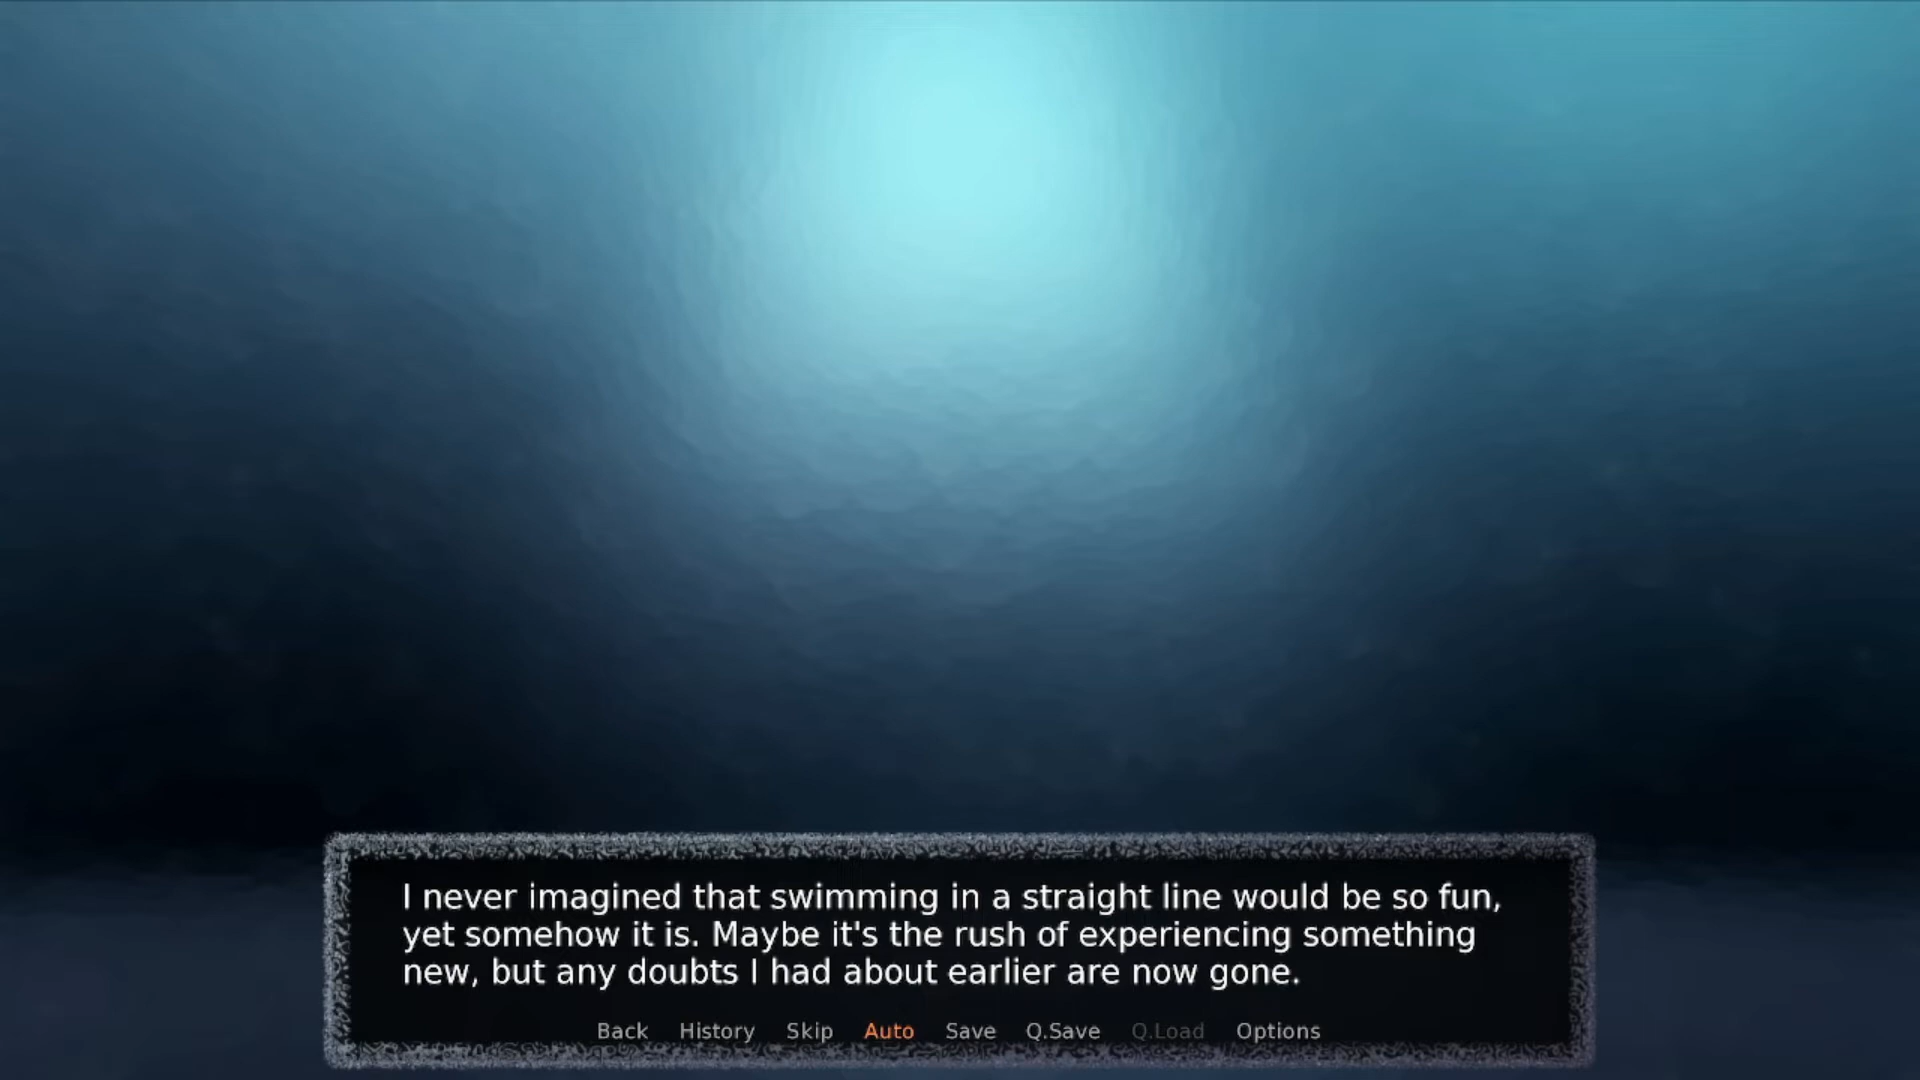 I never imagined that swimming in a straight line would be so fun,
yet somehow it is. Maybe it's the rush of experiencing something
new, but any doubts I had about earlier are now gone.
Back History Skip Auto Save Q.Save Q.Load Options